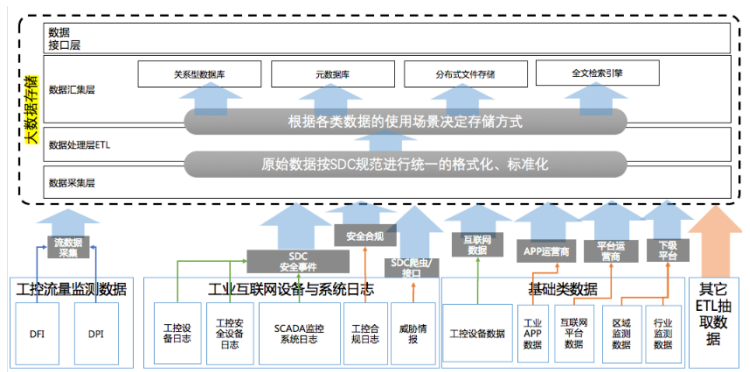 数据
接口层
大数据存储
数据汇集层
关系型数据库
元数据库
分布式文件存储
全文检索引擎
根据各类数据的使用场景决定存储方式
数据处理层ETL
原始数据按SDC规范进行统一的格式化、标准化
数据采集层
流数据
采集
SDC
安全事件
安全合规
SDC爬虫/
接口
互联网
数据
APP运营商
平台运
营商
下级
平台
工控流量监测数据
DFI
DPI
工业互联网设备与系统日志
工控设
备日志
工控安
全设备
日志
SCADA监控
系统日志
工控合
规日志
威胁情
报
基础类数据
工控设备数据
工业
APP
数据
互联网
平台数
据
区域
监测
数据
行业
监测数
据
其它
ETL抽
取数
据